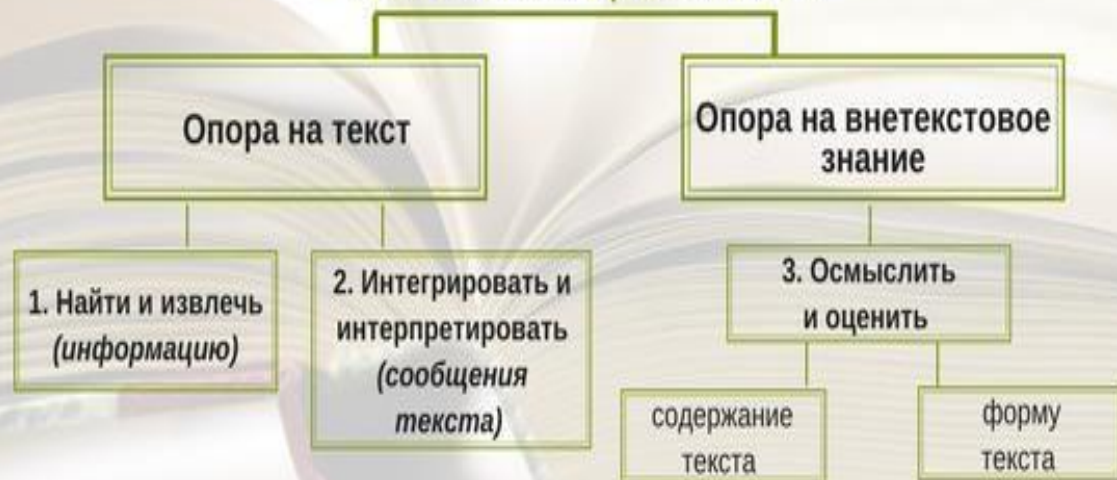 Опора на текст
Опора на внетекстовое
знание
1. Найти и извлечь
(информацию)
2. Интегрировать и
интерпретировать
(сообщения
текста)
3. Осмыслить
и оценить
содержание
текста
форму
текста